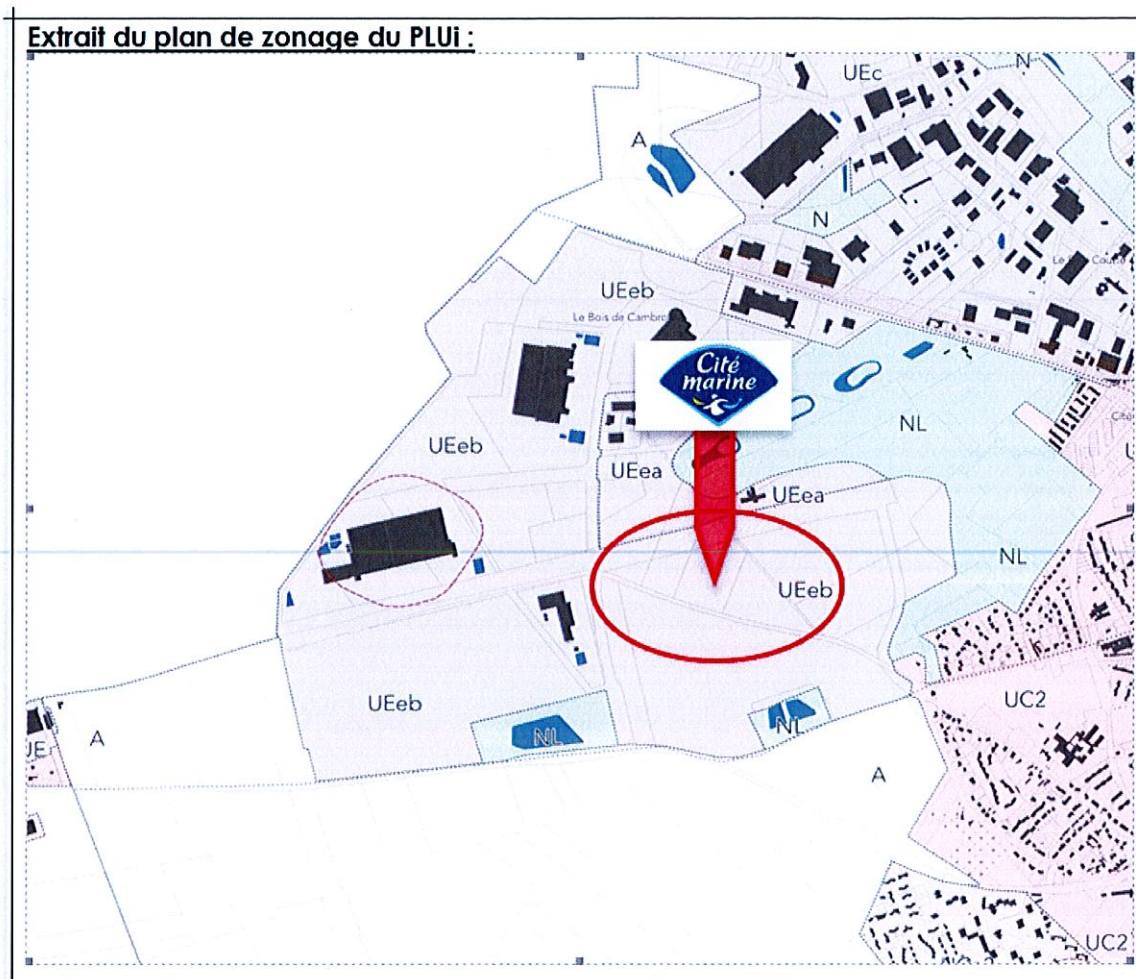 Extrait du plan de zonage du PLUi :
UEc
N
A
N
UEeb
Le Bois de
Cité
marine
NL
UEeb
UEea
UEea
NL
UEeb
UEeb
NL
NL
UC2
UE
A
A
UC2